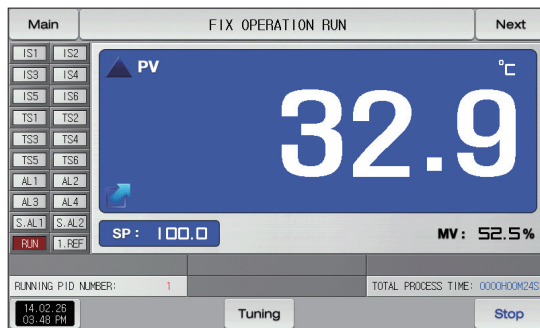 Main FIX OPERATION RUN Next
IS1 IS2
IS3 IS4
IS5 IS6
TS1 TS2
TS3 TS4
TS5 TS6
AL1 AL2
AL3 AL4
S.AL1 S.AL2
RUN 1.REF
PV ℃
32.9
SP: 100.0 MV: 52.5%
RUNNING PID NUMBER: 1 TOTAL PROCESS TIME: 0000H00M24S
14.02.26
03:48 PM
Tuning Stop